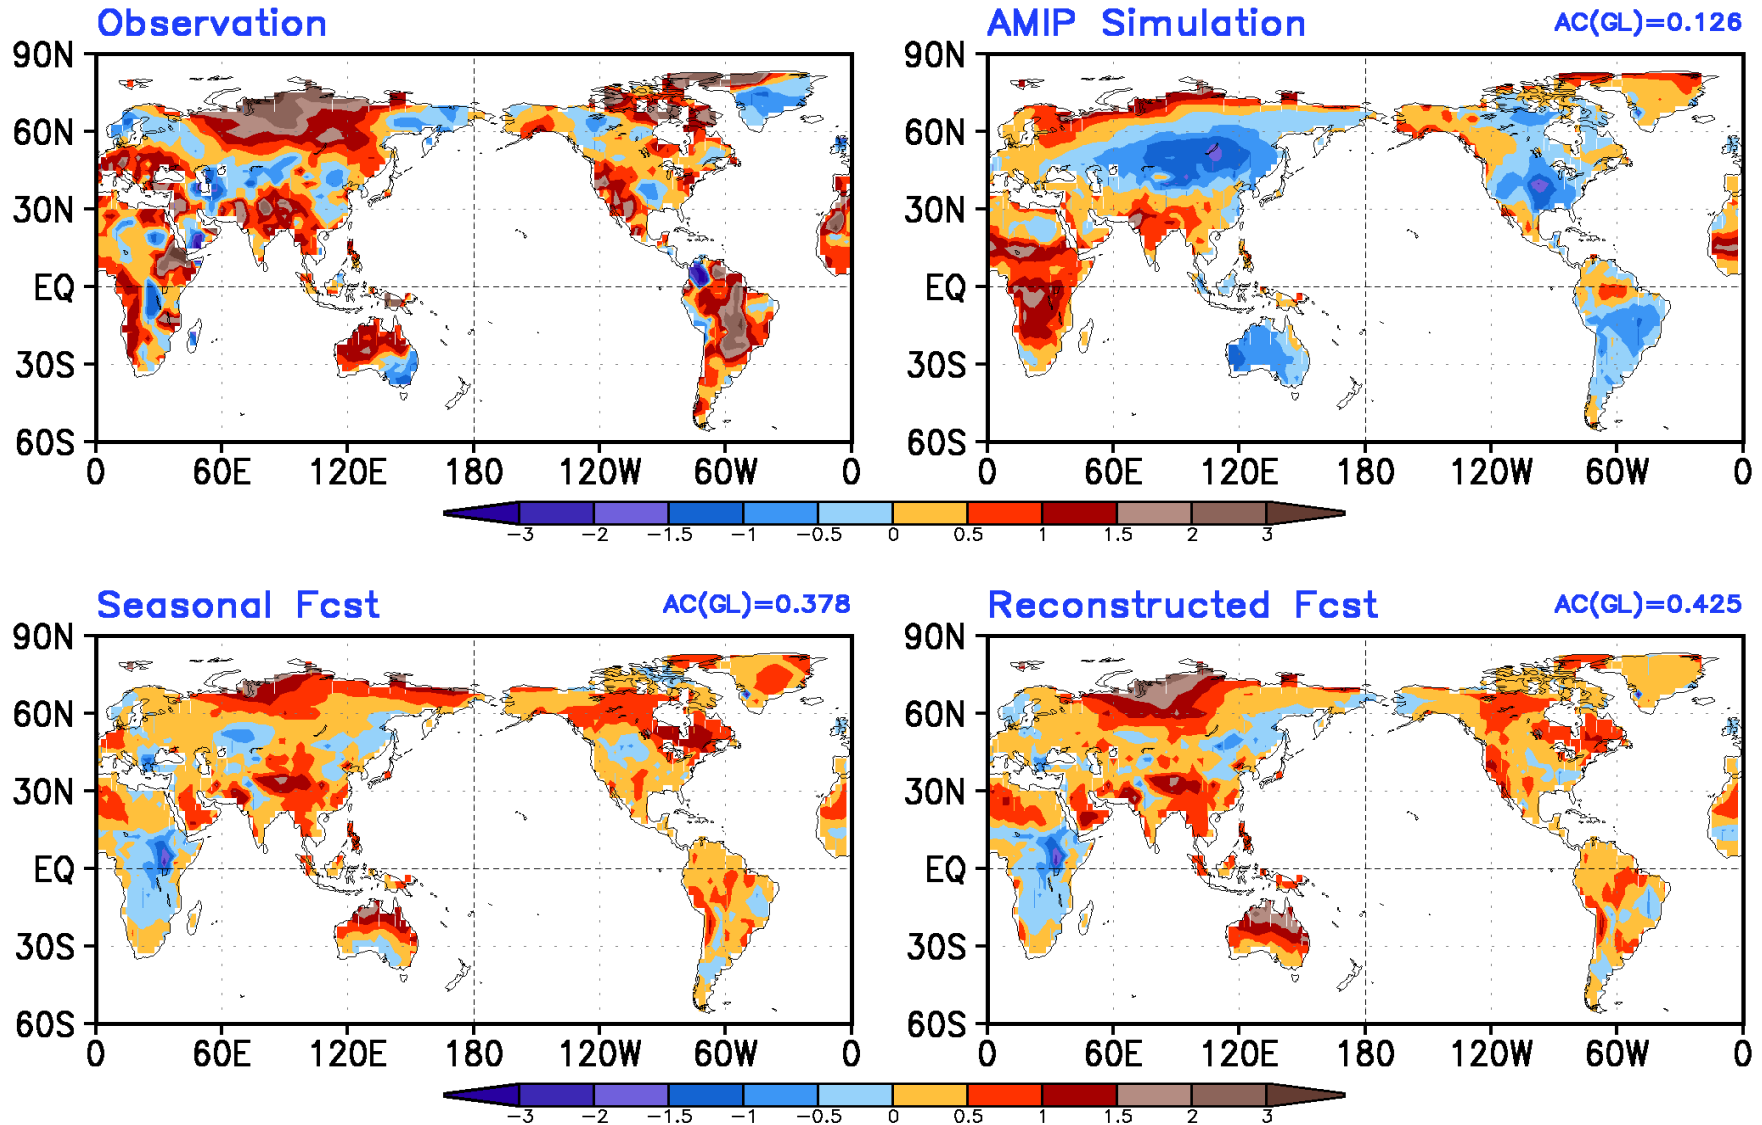 Observation
AMIP Simulation AC(GL)=0.126
90N
60N
30N
EQ
30S
60S
0 60E 120E 180 120W 60W 0
90N
60N
30N
EQ
30S
60S
0 60E 120E 180 120W 60W 0
-3 -2 -1.5 -1 -0.5 0 0.5 1 1.5 2 3
Seasonal Fcst AC(GL)=0.378
Reconstructed Fcst AC(GL)=0.425
90N
60N
30N
EQ
30S
60S
0 60E 120E 180 120W 60W 0
90N
60N
30N
EQ
30S
60S
0 60E 120E 180 120W 60W 0
-3 -2 -1.5 -1 -0.5 0 0.5 1 1.5 2 3